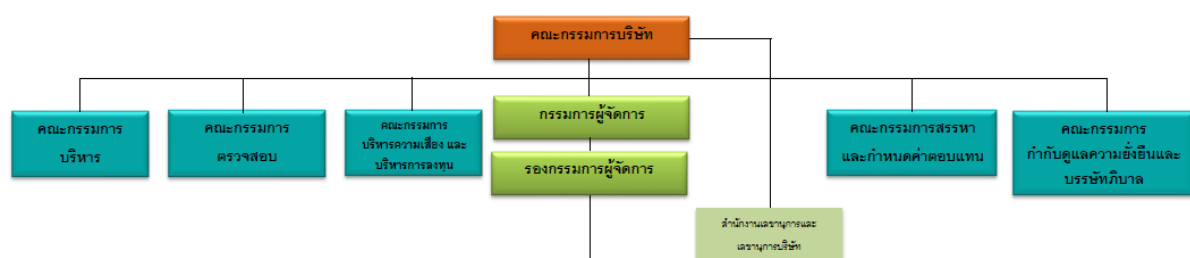 คณะกรรมการบริษัท
คณะกรรมการ
บริหาร
คณะกรรมการ
ตรวจสอบ
คณะกรรมการ
บริหารความเสี่ยง และ
บริหารการลงทุน
กรรมการผู้จัดการ
รองกรรมการผู้จัดการ
คณะกรรมการสรรหา
และกำหนดค่าตอบแทน
คณะกรรมการ
กำกับดูแลความยั่งยืนและ
บรรษัทภิบาล
สำนักงานเลขานุการและ
เลขานุการบริษัท